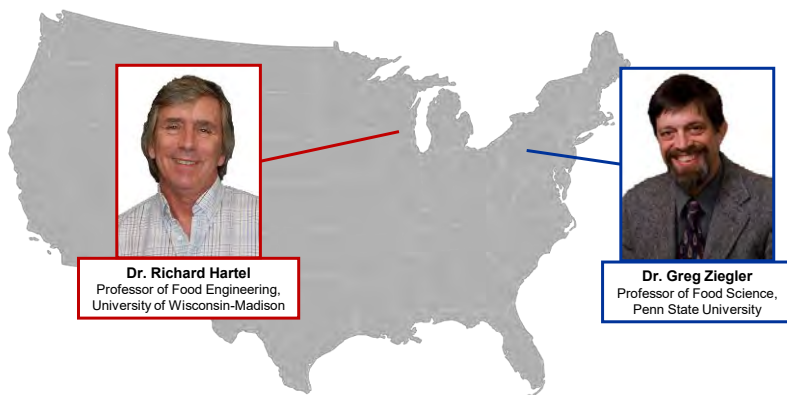 Dr. Richard Hartel
Professor of Food Engineering,
University of Wisconsin-Madison
Dr. Greg Ziegler
Professor of Food Science,
Penn State University